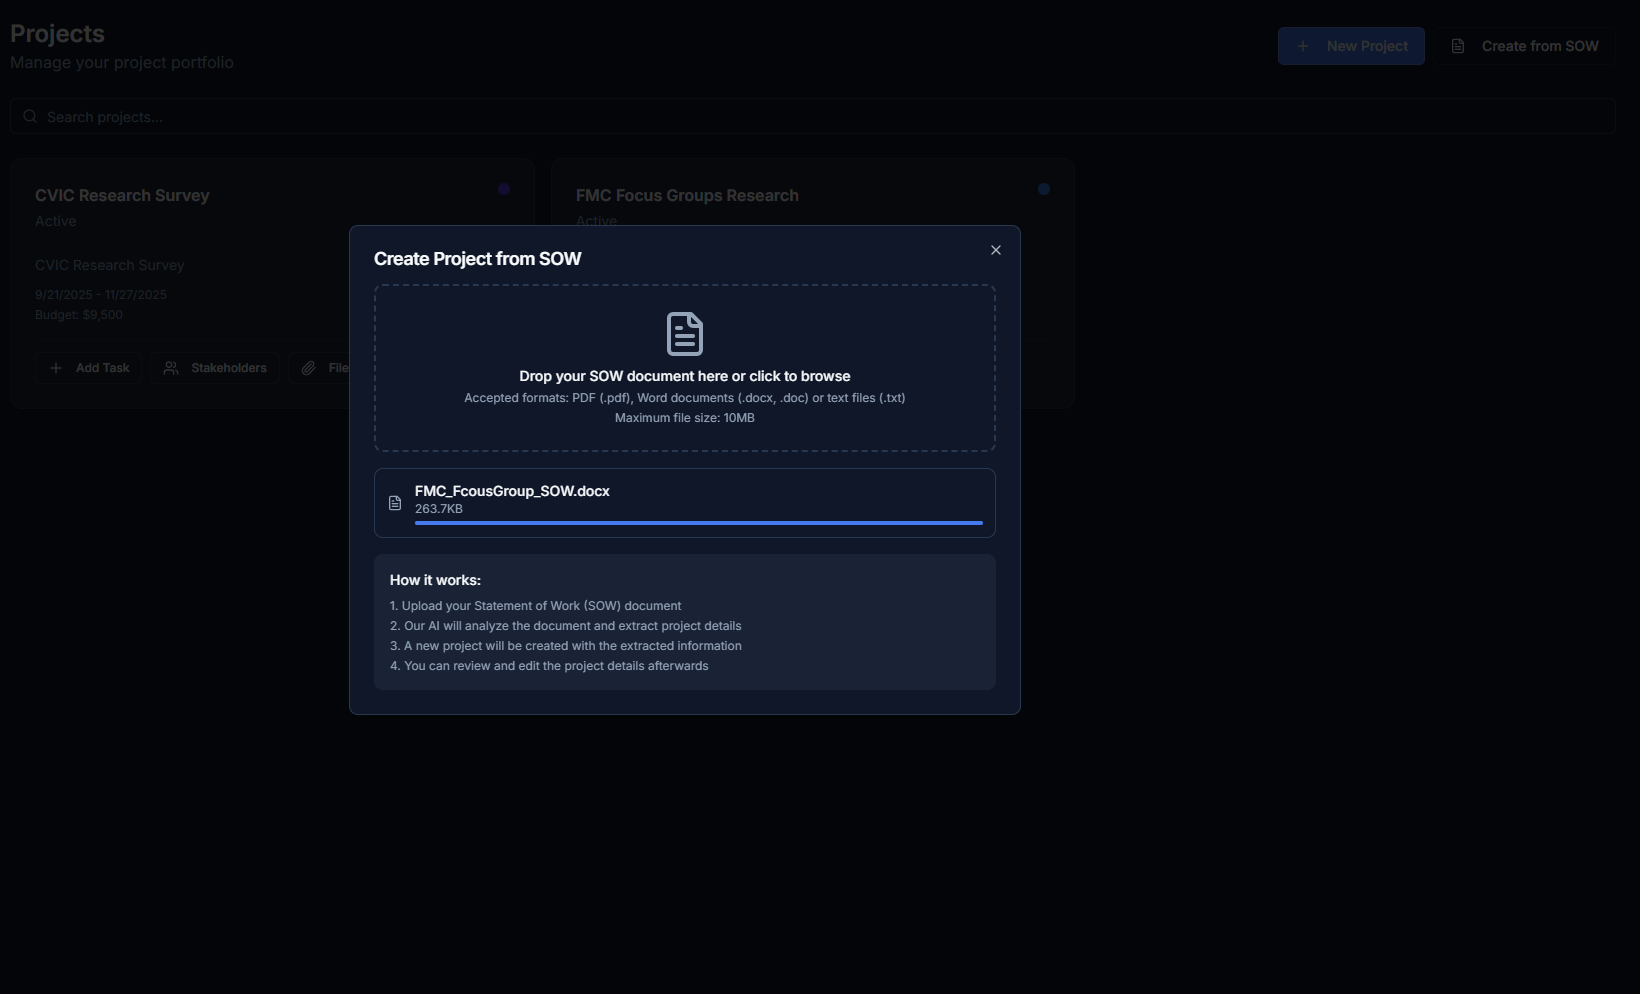 Projects
Manage your project portfolio
New Project
Create from SOW
Search projects...
CVIC Research Survey
Active
CVIC Research Survey
9/21/2025 - 11/27/2025
Budget: $9,500
Add Task
Stakeholders
File
FMC Focus Groups Research
Active
Create Project from SOW
Drop your SOW document here or click to browse
Accepted formats: PDF (.pdf), Word documents (.docx, .doc) or text files (.txt)
Maximum file size: 10MB
FMC_FcousGroup_SOW.docx
263.7KB
How it works:
1. Upload your Statement of Work (SOW) document
2. Our AI will analyze the document and extract project details
3. A new project will be created with the extracted information
4. You can review and edit the project details afterwards